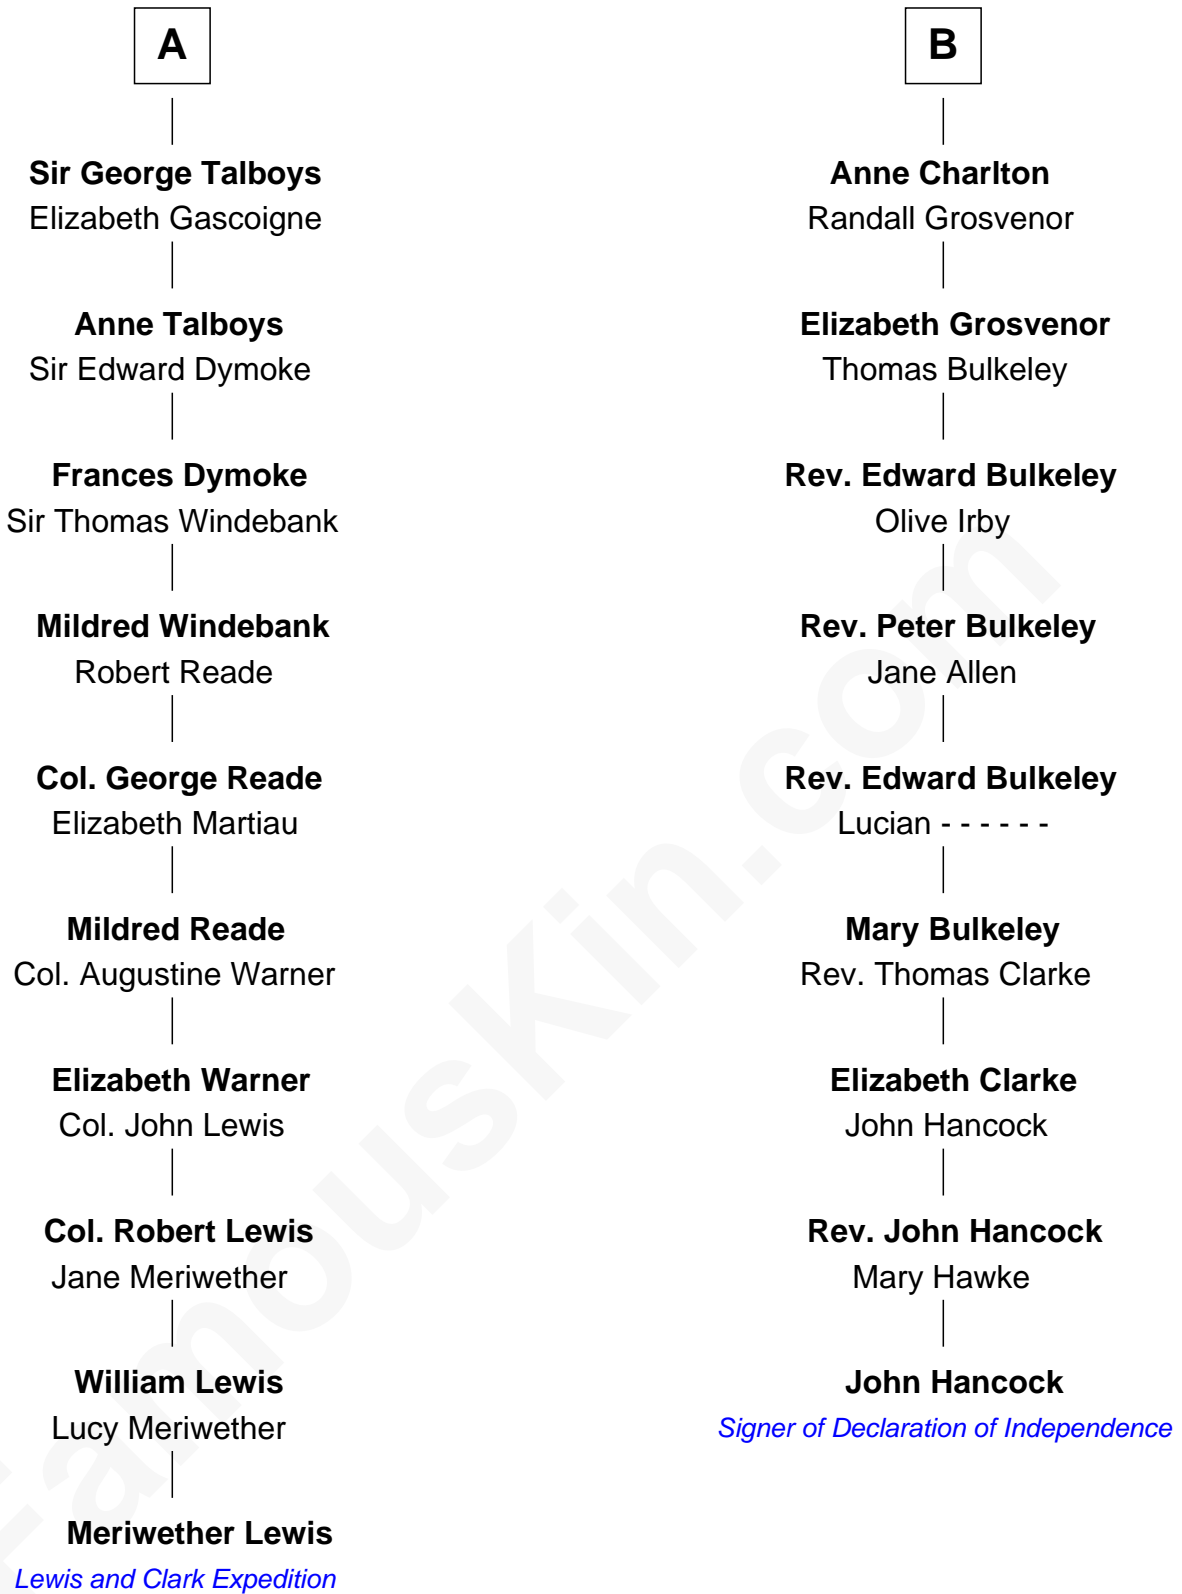 A
Sir George Talboys
Elizabeth Gascoigne
Anne Talboys
Sir Edward Dymoke
Frances Dymoke
Sir Thomas Windebank
Mildred Windebank
Robert Reade
Col. George Reade
Elizabeth Martiau
Mildred Reade
Col. Augustine Warner
Elizabeth Warner
Col. John Lewis
Col. Robert Lewis
Jane Meriwether
William Lewis
Lucy Meriwether
Meriwether Lewis
Lewis and Clark Expedition
B
Anne Charlton
Randall Grosvenor
Elizabeth Grosvenor
Thomas Bulkeley
Rev. Edward Bulkeley
Olive Irby
Rev. Peter Bulkeley
Jane Allen
Rev. Edward Bulkeley
Lucian - - - - - -
Mary Bulkeley
Rev. Thomas Clarke
Elizabeth Clarke
John Hancock
Rev. John Hancock
Mary Hawke
John Hancock
Signer of Declaration of Independence
FamousKin.com